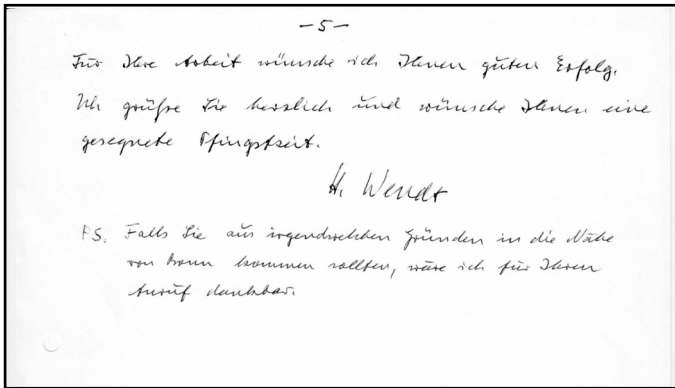 -5-
Für Ihre Arbeit wünsche ich Ihnen guten Erfolg.
Ich grüße Sie herzlich und wünsche Ihnen eine
gesegnete Pfingstzeit.
H. Wendt
PS. Falls Sie aus irgendwelchen Gründen in die Nähe
von Bonn kommen sollten, wäre ich für Ihren
Anruf dankbar.